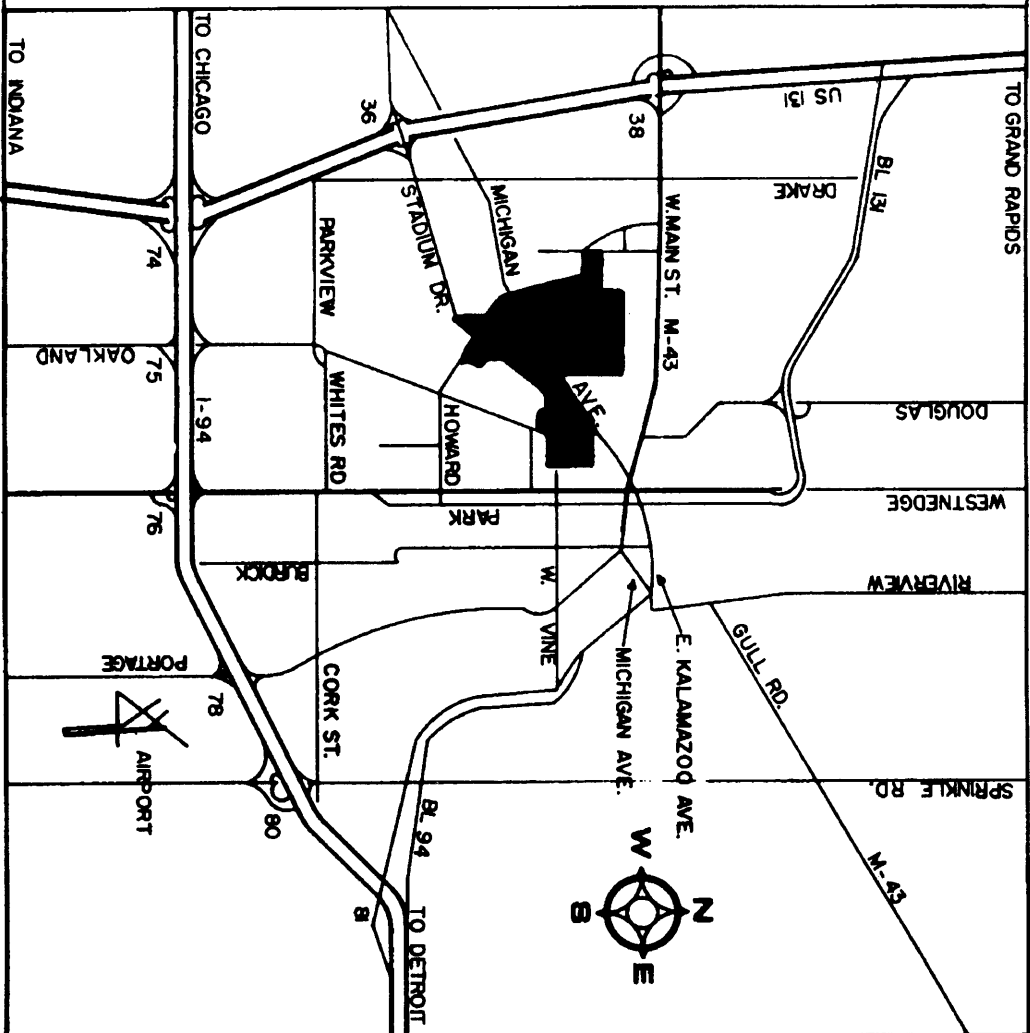 TO GRAND RAPIDS
US 131
BL 131
DRAKE
DOUGLAS
WESTNEDGE
RIVERVIEW
GULL RD.
SPRINKLE RD.
M-43
38
W. MAIN ST. M-43
E. KALAMAZOO AVE.
MICHIGAN AVE.
36
MICHIGAN
AVE.
STADIUM DR.
W. VINE
HOWARD
PARK
PARKVIEW
WHITES RD
BURDICK
CORK ST.
BL 94
TO CHICAGO
I-94
TO DETROIT
74
75
76
78
80
81
OAKLAND
PORTAGE
AIRPORT
TO INDIANA
N
W
E
S